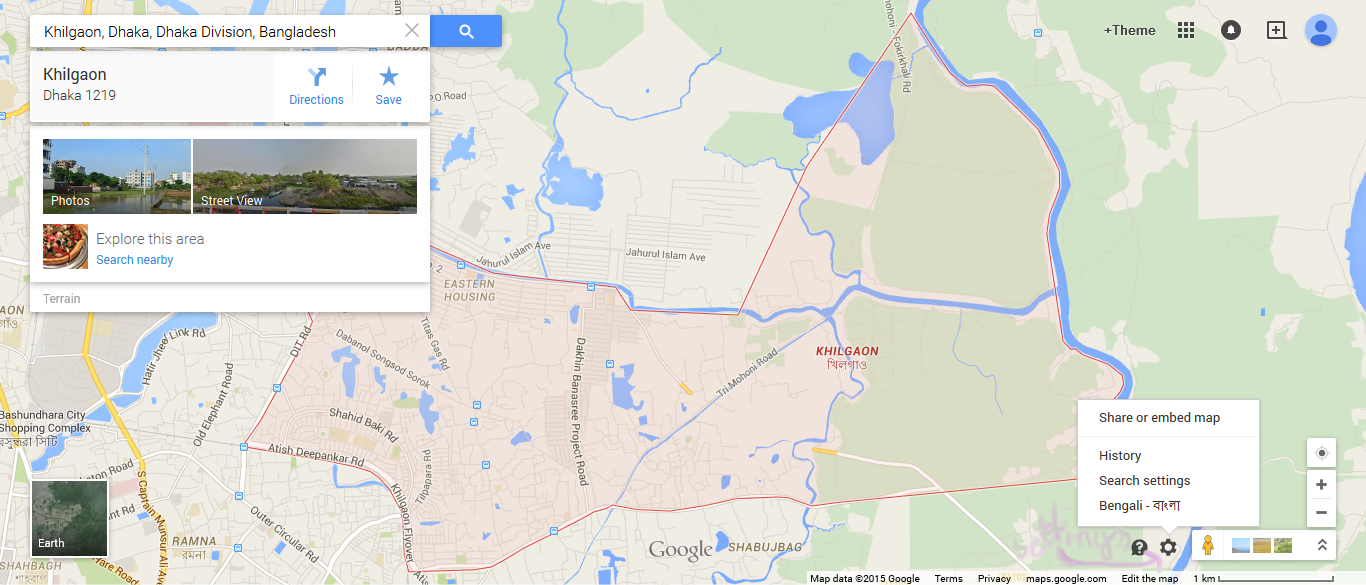 Khilgaon, Dhaka, Dhaka Division, Bangladesh
+Theme
Khilgaon
Dhaka 1219
Directions
Save
Photos
Street View
Explore this area
Search nearby
Terrain
Fokirkhali Rd
Jahurul Islam Ave
Jahurul Islam Ave
EASTERN
HOUSING
Hatir Jheel Link Rd
DIT Rd
Titas Gas Rd
Dabanol Songsod Sorok
Dakhin Banasree Project Road
Tri Mohoni Road
KHILGAON
খিলগাঁও
Old Elephant Road
Shahid Baki Rd
Atish Deepankar Rd
Bashundhara City
Shopping Complex
বসুন্ধরা সিটি
Khilgaon Flyover
Titpapara Rd
S Captain Munsur Ali Ave
Outer Circular Rd
RAMNA
রমনা
SHAHBAGH
শাহবাগ
Hare Road
Earth
Google
SHABUJBAG
settings
Share or embed map
History
Search settings
Bengali - বাংলা
Map data ©2015 Google
Terms
Privacy
maps.google.com
Edit the map
1 km